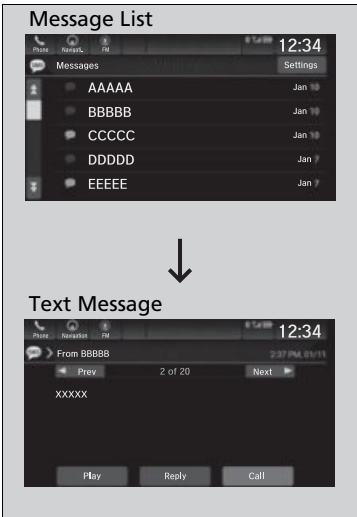 Message List
Phone Navigati.. FM 12:34
Messages Settings
AAAAA Jan 10
BBBBB Jan 10
CCCCC Jan 10
DDDDD Jan 7
EEEEE Jan 7
Text Message
Phone Navigation FM 12:34
From BBBBB 2:37 PM, 01/11
Prev 2 of 20 Next
XXXXX
Play Reply Call